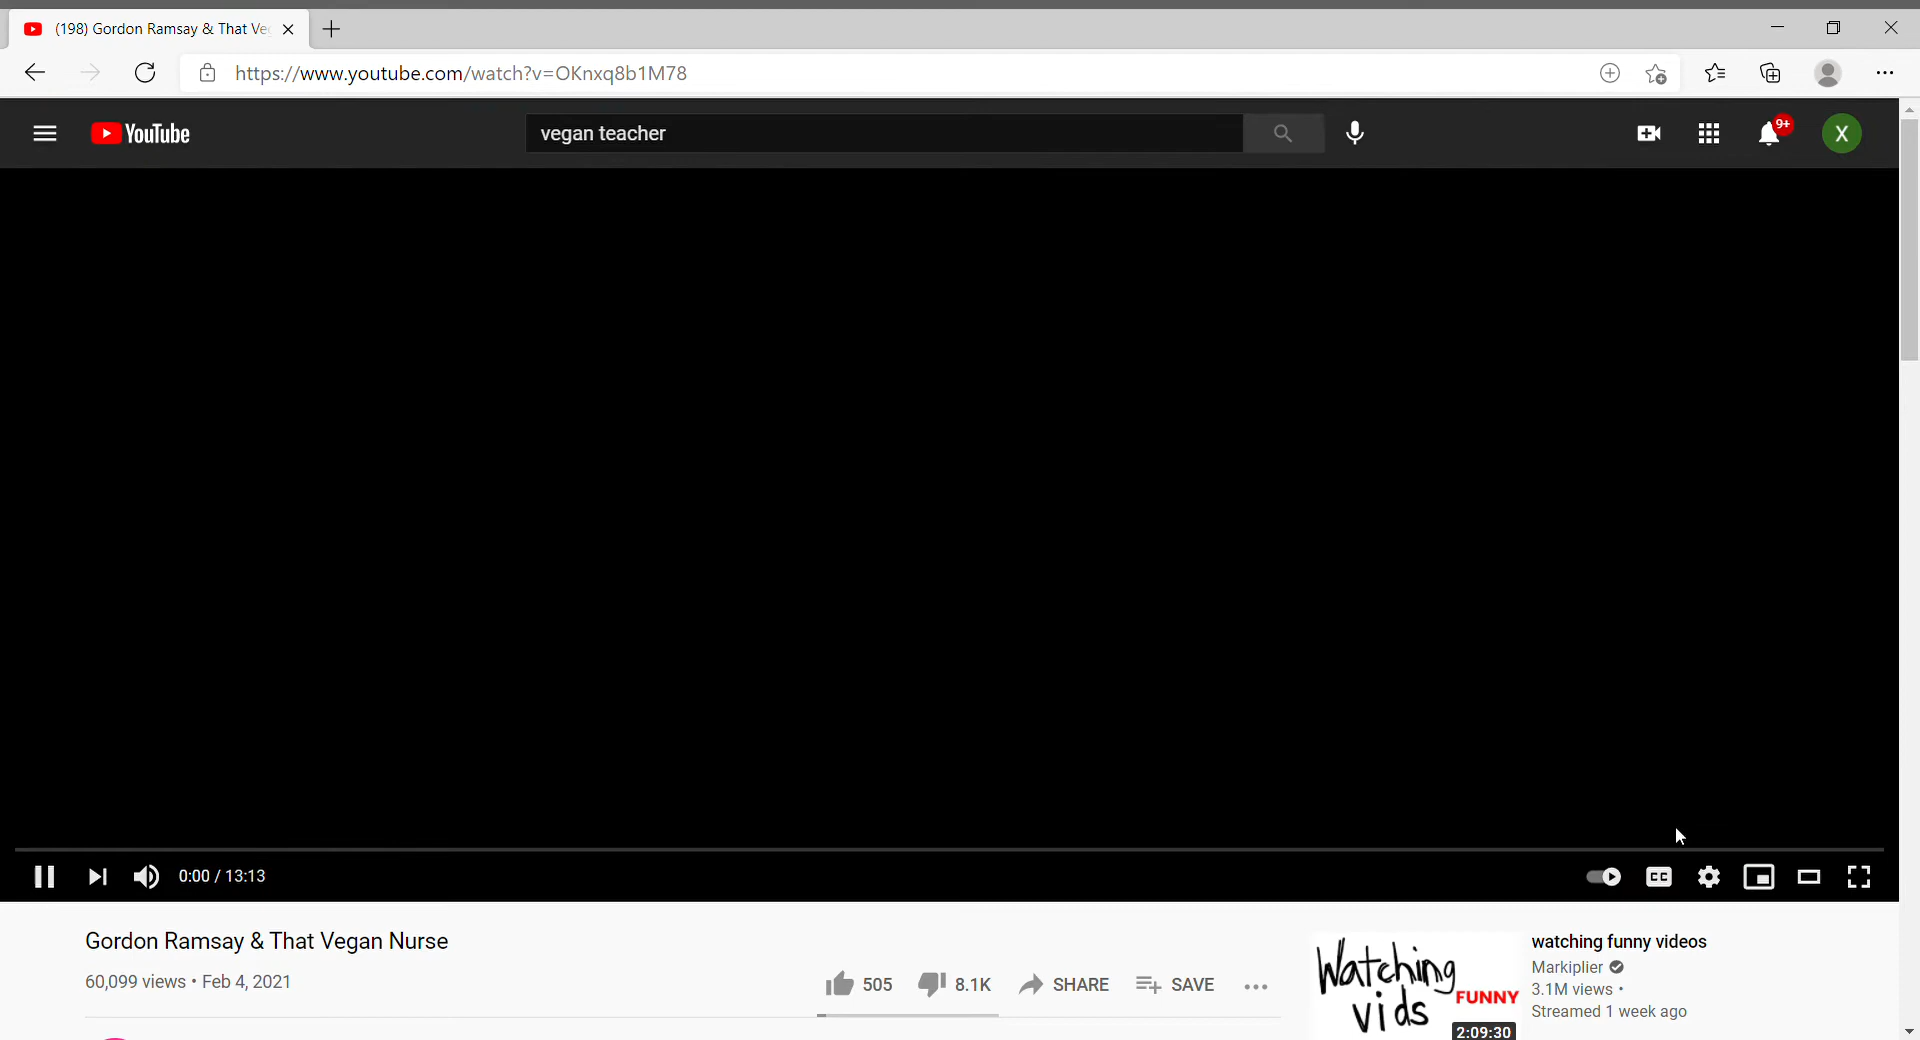 (198) Gordon Ramsay & That Ve
https://www.youtube.com/watch?v=OKnxq8b1M78
YouTube
vegan teacher
9+
X
0:00 / 13:13
CC
Gordon Ramsay & That Vegan Nurse
60,099 views • Feb 4, 2021
505
8.1K
SHARE
SAVE
Watching
FUNNY
vids
2:09:30
watching funny videos
Markiplier
3.1M views •
Streamed 1 week ago